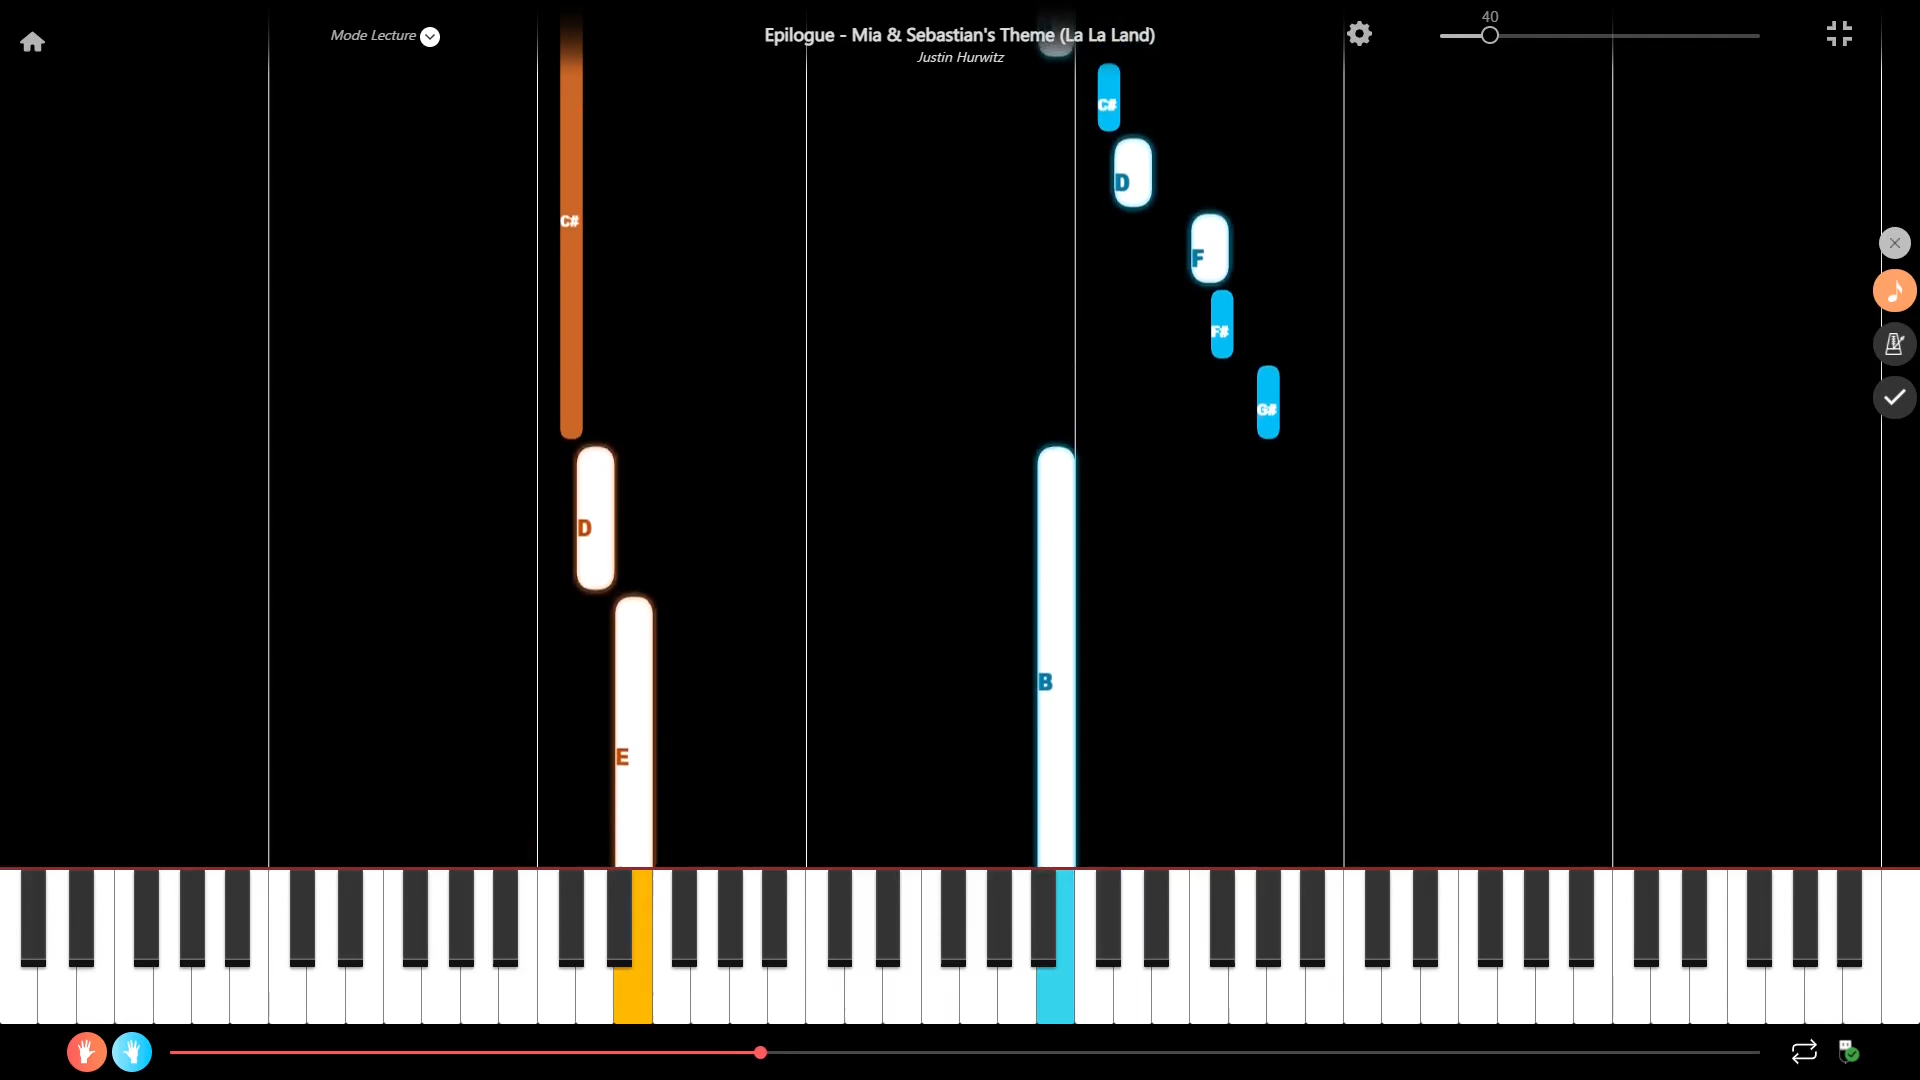 Mode Lecture
Epilogue - Mia & Sebastian's Theme (La La Land)
Justin Hurwitz
40
C#
D
C#
F
F#
G#
D
B
E